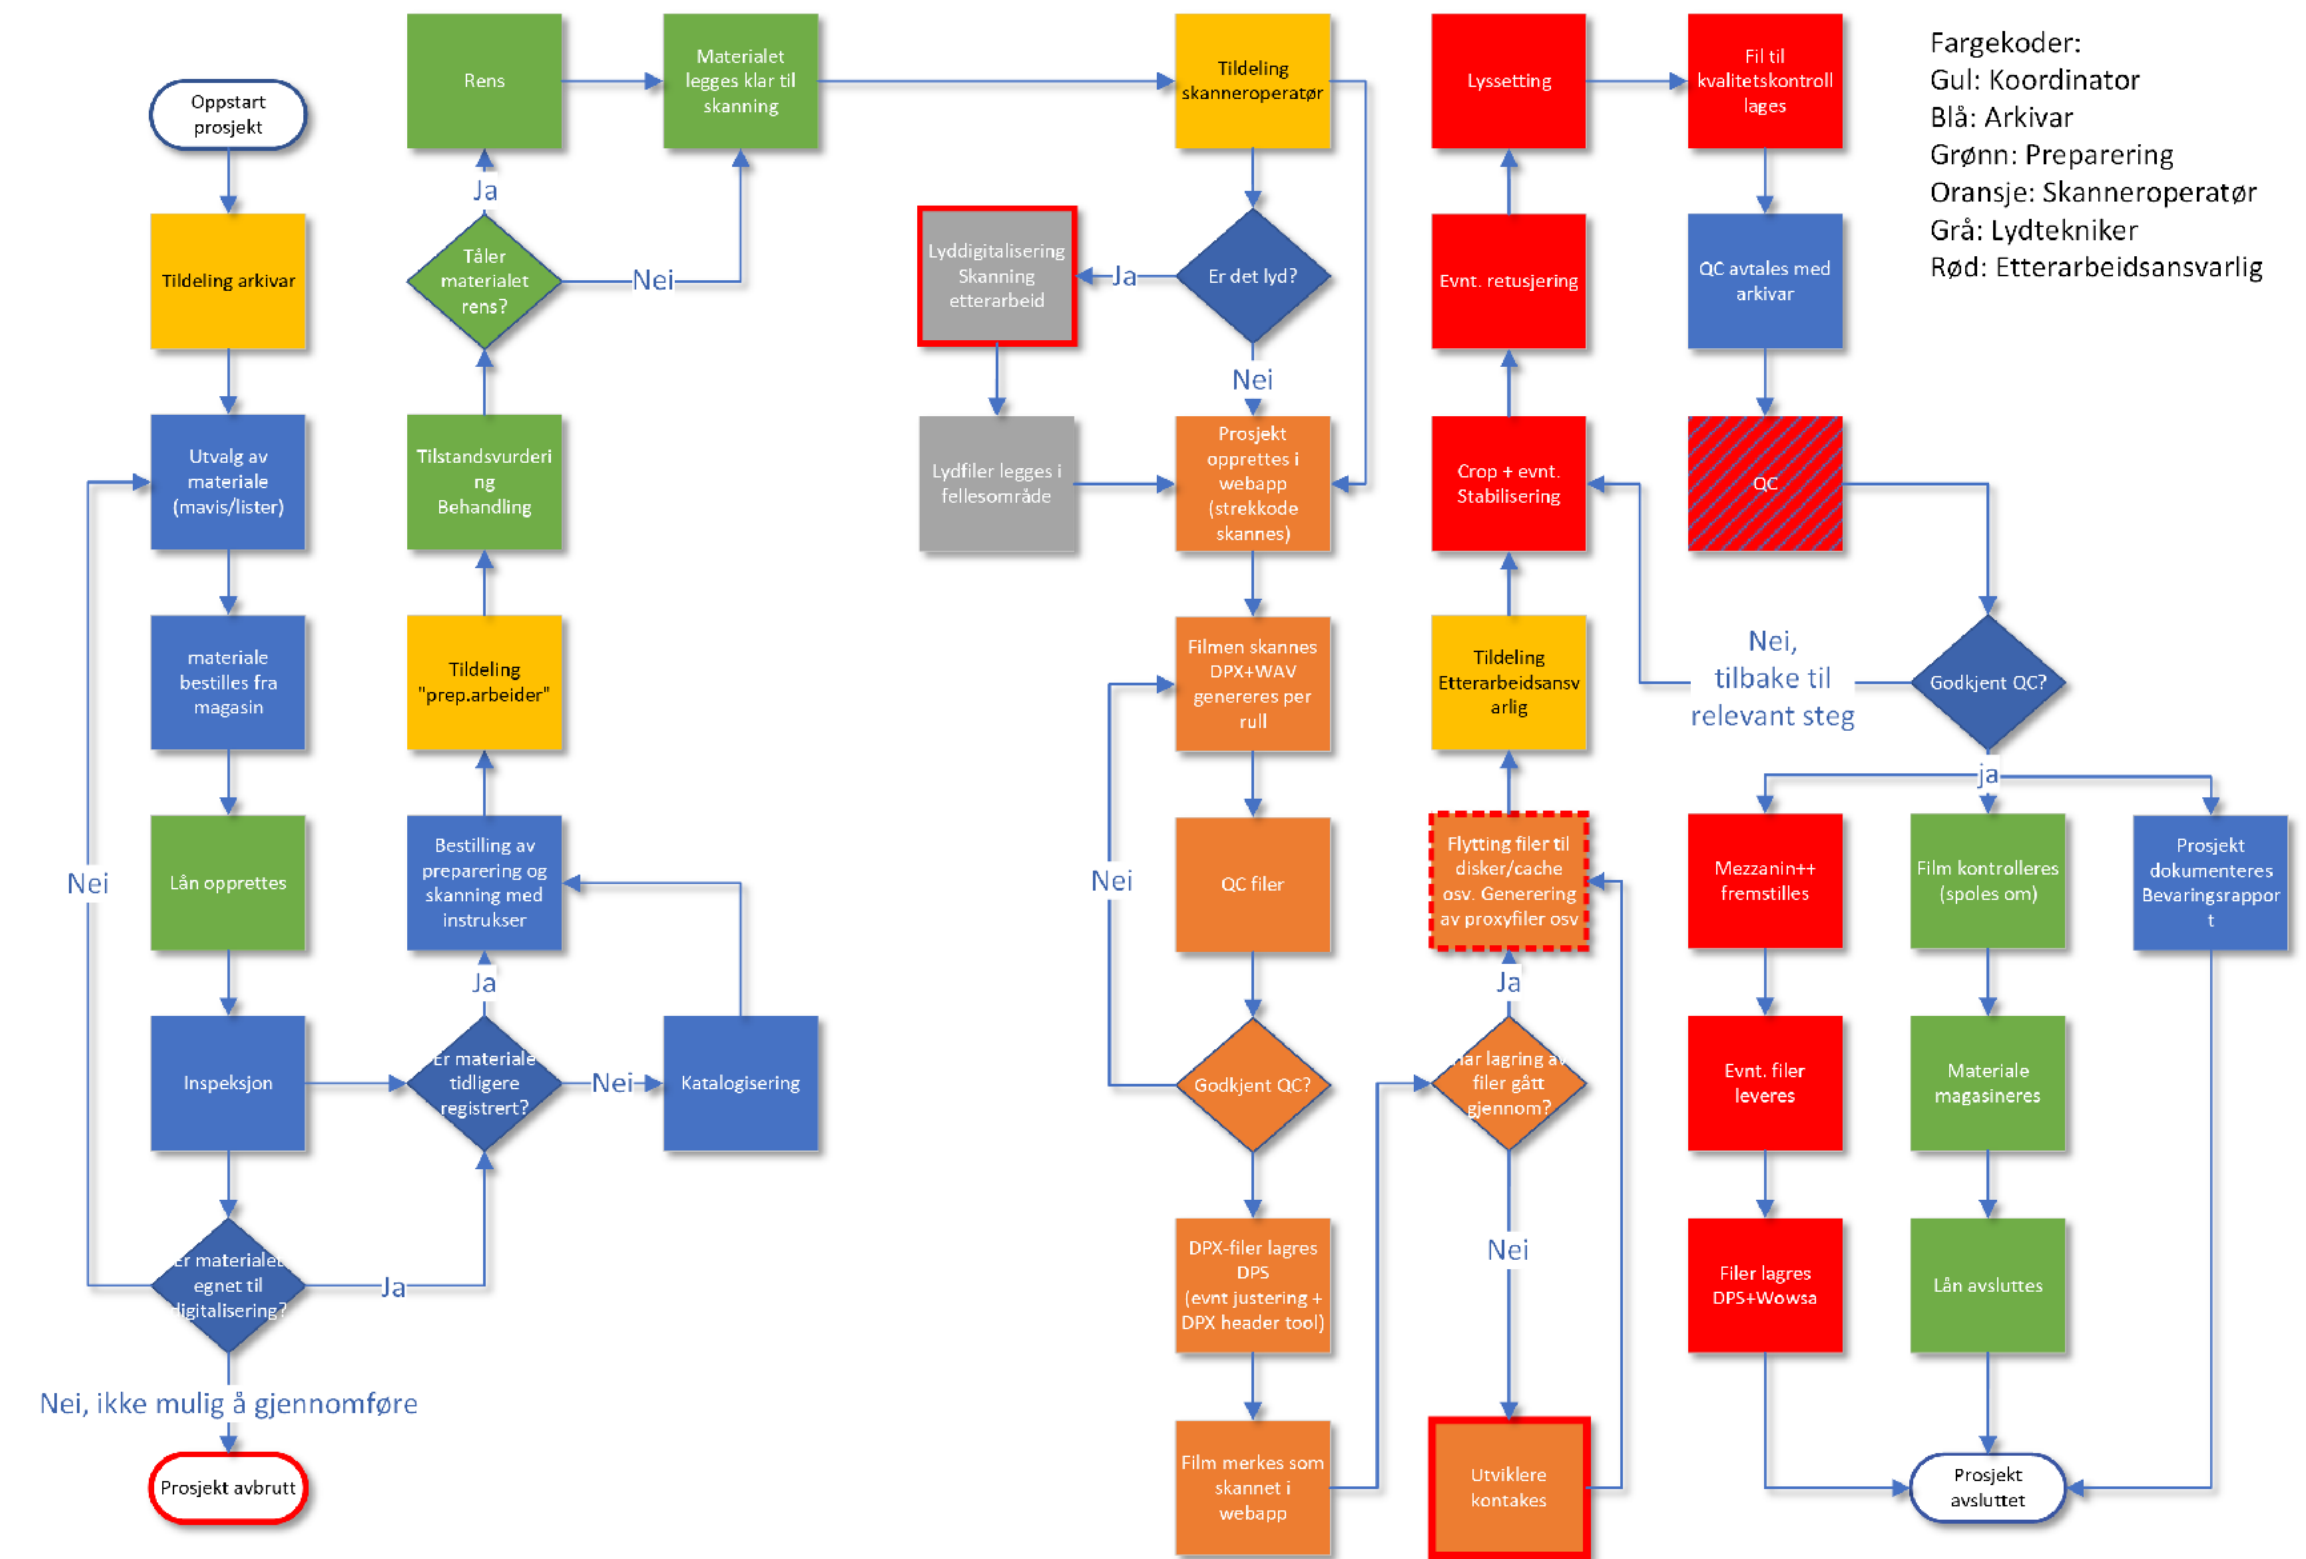 Oppstart
prosjekt
Tildeling arkivar
Utvalg av
materiale
(mavis/lister)
materiale
bestilles fra
magasin
Nei
Lån opprettes
Inspeksjon
Er materialet
egnet til
digitalisering?
Ja
Nei, ikke mulig å gjennomføre
Prosjekt avbrutt
Rens
Ja
Tåler
materialet
rens?
Nei
Tilstandsvurderi
ng
Behandling
Tildeling
"prep.arbeider"
Bestilling av
preparering og
skanning med
instrukser
Ja
Er materiale
tidligere
registrert?
Nei
Katalogisering
Materialet
legges klar til
skanning
Tildeling
skanneroperatør
Lyddigitalisering
Skanning
etterarbeid
Ja
Er det lyd?
Nei
Lydfiler legges i
fellesområde
Prosjekt
opprettes i
webapp
(strekkode
skannes)
Filmen skannes
DPX+WAV
genereres per
rull
Nei
QC filer
Godkjent QC?
DPX-filer lagres
DPS
(evnt justering +
DPX header tool)
Film merkes som
skannet i
webapp
Lyssetting
Evnt. retusjering
Crop + evnt.
Stabilisering
Tildeling
Etterarbeidsansv
arlig
Flytting filer til
disker/cache
osv. Generering
av proxyfiler osv
Ja
Har lagring av
filer gått
gjennom?
Nei
Utviklere
kontakes
Fil til
kvalitetskontroll
lages
QC avtales med
arkivar
QC
Nei,
tilbake til
relevant steg
Godkjent QC?
ja
Mezzanin++
fremstilles
Evnt. filer
leveres
Filer lagres
DPS+Wowsa
Film kontrolleres
(spoles om)
Materiale
magasineres
Lån avsluttes
Prosjekt
dokumenteres
Bevaringsrappor
t
Prosjekt
avsluttet
Fargekoder:
Gul: Koordinator
Blå: Arkivar
Grønn: Preparering
Oransje: Skanneroperatør
Grå: Lydtekniker
Rød: Etterarbeidsansvarlig